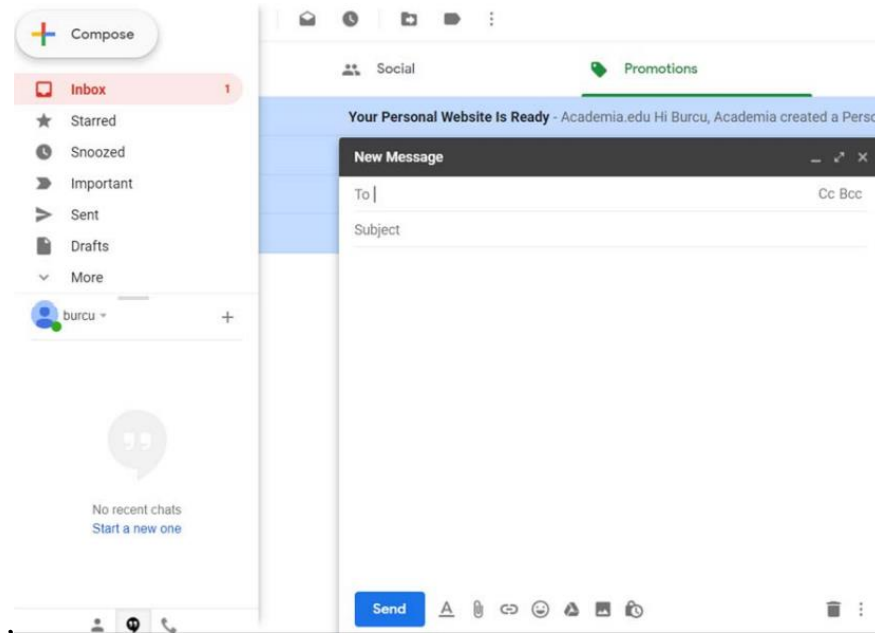 Compose
Inbox 1
Starred
Snoozed
Important
Sent
Drafts
More
burcu
No recent chats
Start a new one
Social Promotions
Your Personal Website Is Ready - Academia.edu Hi Burcu, Academia created a Perso
New Message
To Cc Bcc
Subject
Send